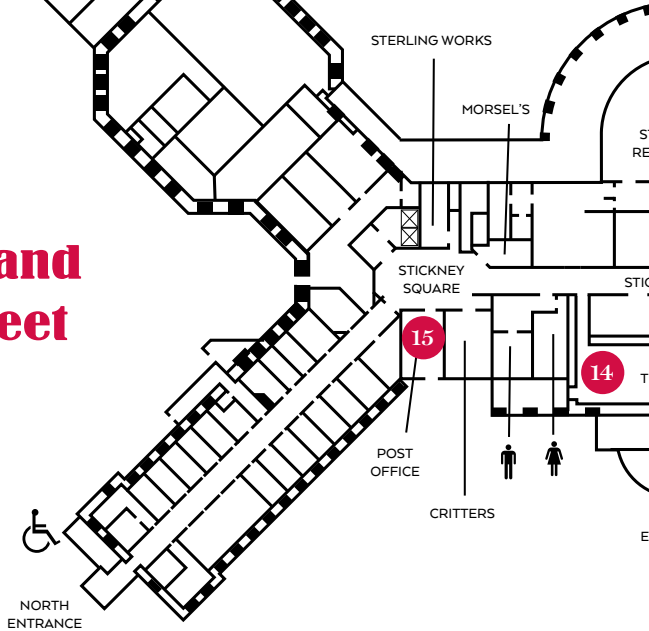 STERLING WORKS
MORSEL'S
and
eet
STICKNEY
SQUARE
15
14
POST
OFFICE
CRITTERS
NORTH
ENTRANCE